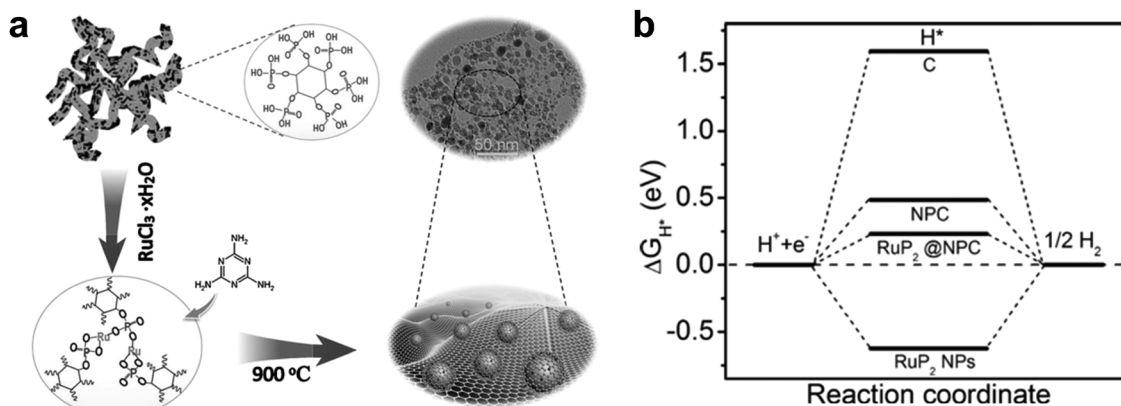 a
HO OH
P O
O
HO
HO P O
O
OH
O P OH
O
HO P O
OH
O
O P OH
OH
O P OH
HO O
50 nm
RuCl₃·xH₂O
NH₂
N N
H₂N N NH₂
O
Ru O P O
O
P O
O
Ru
O P O
900 ºC
b
ΔG_H* (eV)
1.5
1.0
0.5
0.0
-0.5
H*
C
NPC
RuP₂ @NPC
H⁺+e⁻
1/2 H₂
RuP₂ NPs
Reaction coordinate